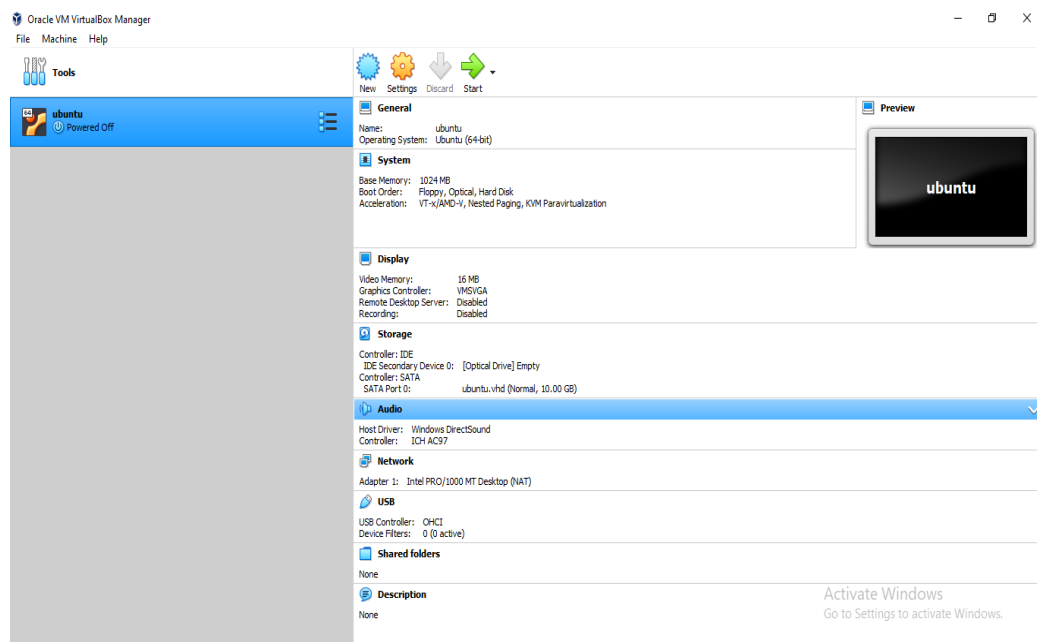 Oracle VM VirtualBox Manager
File Machine Help
Tools
New Settings Discard Start
64
ubuntu
Powered Off
General
Name: ubuntu
Operating System: Ubuntu (64-bit)
Preview
ubuntu
System
Base Memory: 1024 MB
Boot Order: Floppy, Optical, Hard Disk
Acceleration: VT-x/AMD-V, Nested Paging, KVM Paravirtualization
Display
Video Memory: 16 MB
Graphics Controller: VMSVGA
Remote Desktop Server: Disabled
Recording: Disabled
Storage
Controller: IDE
IDE Secondary Device 0: [Optical Drive] Empty
Controller: SATA
SATA Port 0: ubuntu.vhd (Normal, 10.00 GB)
Audio
Host Driver: Windows DirectSound
Controller: ICH AC97
Network
Adapter 1: Intel PRO/1000 MT Desktop (NAT)
USB
USB Controller: OHCI
Device Filters: 0 (0 active)
Shared folders
None
Description
None
Activate Windows
Go to Settings to activate Windows.